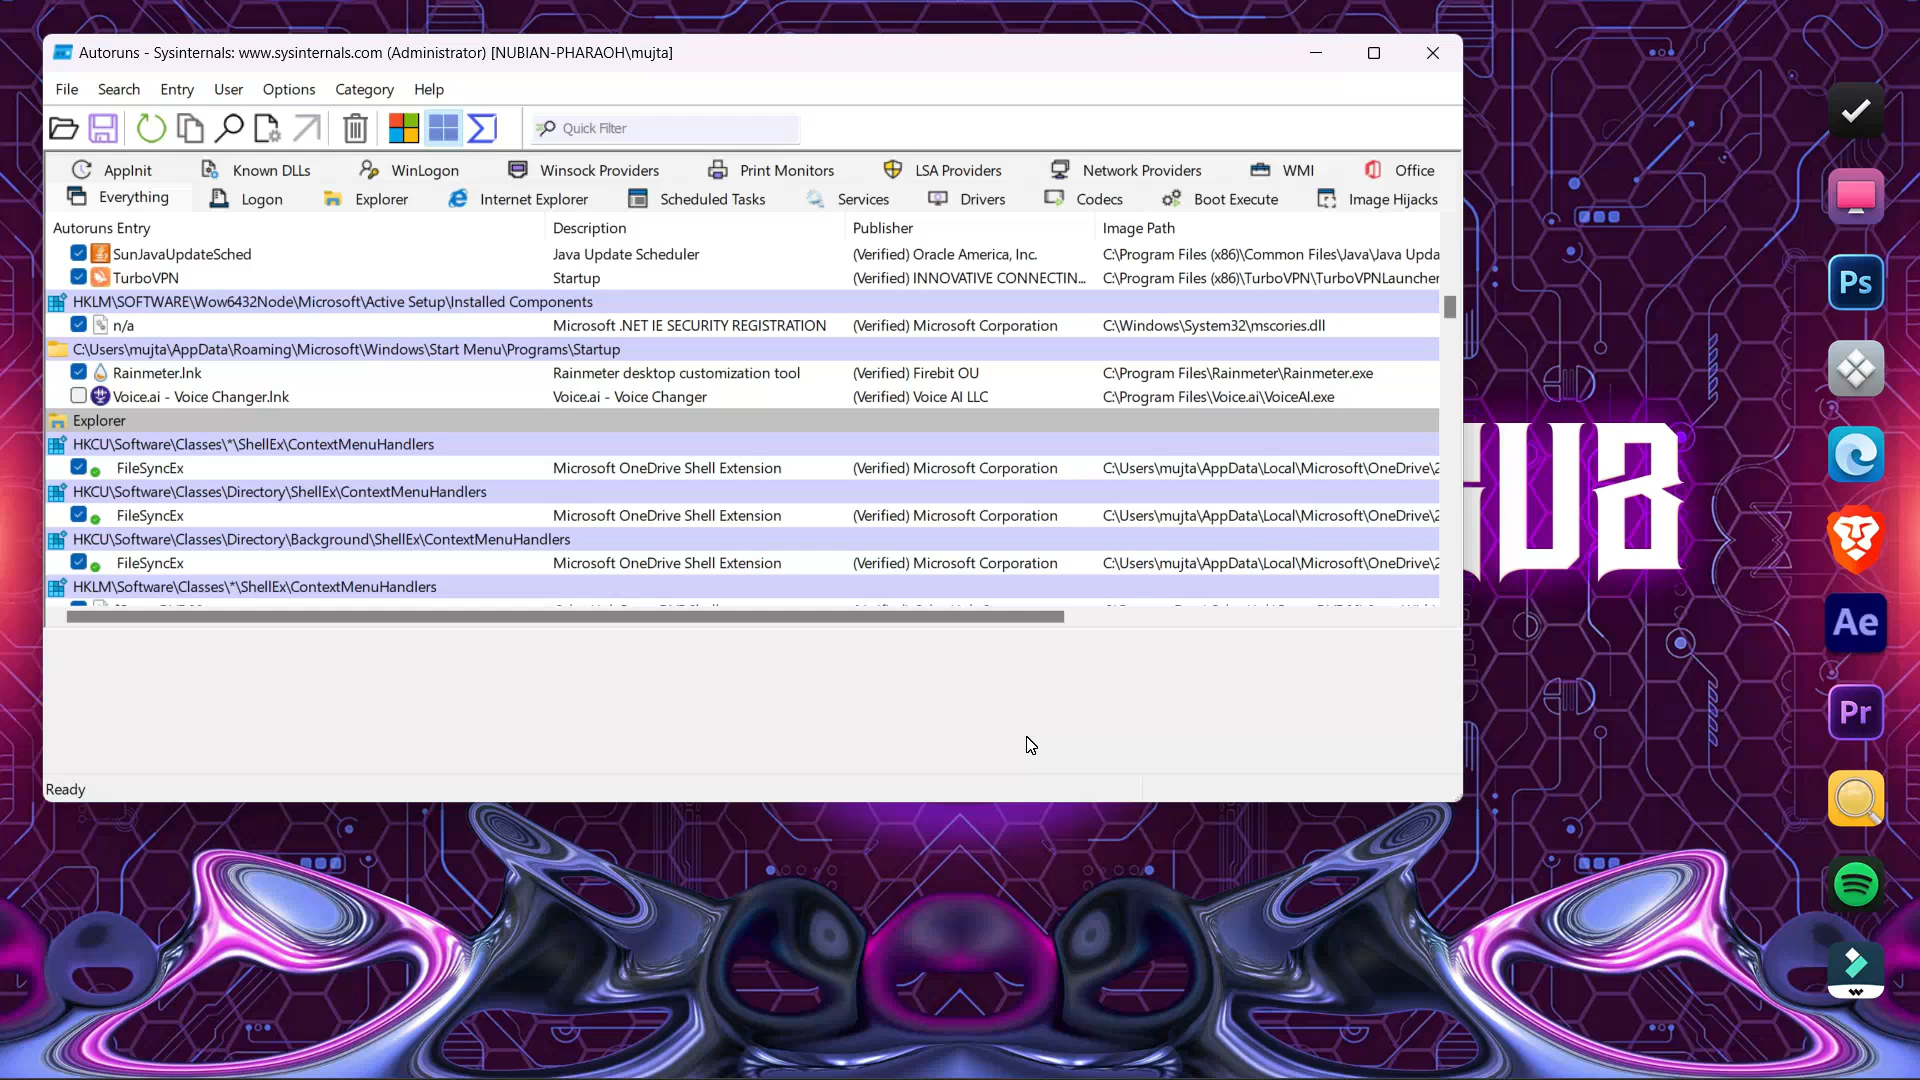 Autoruns - Sysinternals: www.sysinternals.com (Administrator) [NUBIAN-PHARAOH\mujta]
File Search Entry User Options Category Help
Quick Filter
AppInit Known DLLs WinLogon Winsock Providers Print Monitors LSA Providers Network Providers WMI Office
Everything Logon Explorer Internet Explorer Scheduled Tasks Services Drivers Codecs Boot Execute Image Hijacks
Autoruns Entry Description Publisher Image Path
SunJavaUpdateSched Java Update Scheduler (Verified) Oracle America, Inc. C:\Program Files (x86)\Common Files\Java\Java Upda
TurboVPN Startup (Verified) INNOVATIVE CONNECTIN... C:\Program Files (x86)\TurboVPN\TurboVPNLauncher
HKLM\SOFTWARE\Wow6432Node\Microsoft\Active Setup\Installed Components
n/a Microsoft .NET IE SECURITY REGISTRATION (Verified) Microsoft Corporation C:\Windows\System32\mscories.dll
C:\Users\mujta\AppData\Roaming\Microsoft\Windows\Start Menu\Programs\Startup
Rainmeter.lnk Rainmeter desktop customization tool (Verified) Firebit OU C:\Program Files\Rainmeter\Rainmeter.exe
Voice.ai - Voice Changer.lnk Voice.ai - Voice Changer (Verified) Voice AI LLC C:\Program Files\Voice.ai\VoiceAI.exe
Explorer
HKCU\Software\Classes\*\ShellEx\ContextMenuHandlers
FileSyncEx Microsoft OneDrive Shell Extension (Verified) Microsoft Corporation C:\Users\mujta\AppData\Local\Microsoft\OneDrive\2
HKCU\Software\Classes\Directory\ShellEx\ContextMenuHandlers
FileSyncEx Microsoft OneDrive Shell Extension (Verified) Microsoft Corporation C:\Users\mujta\AppData\Local\Microsoft\OneDrive\2
HKCU\Software\Classes\Directory\Background\ShellEx\ContextMenuHandlers
FileSyncEx Microsoft OneDrive Shell Extension (Verified) Microsoft Corporation C:\Users\mujta\AppData\Local\Microsoft\OneDrive\2
HKLM\Software\Classes\*\ShellEx\ContextMenuHandlers
Ready
Ps
UB
Ae
Pr